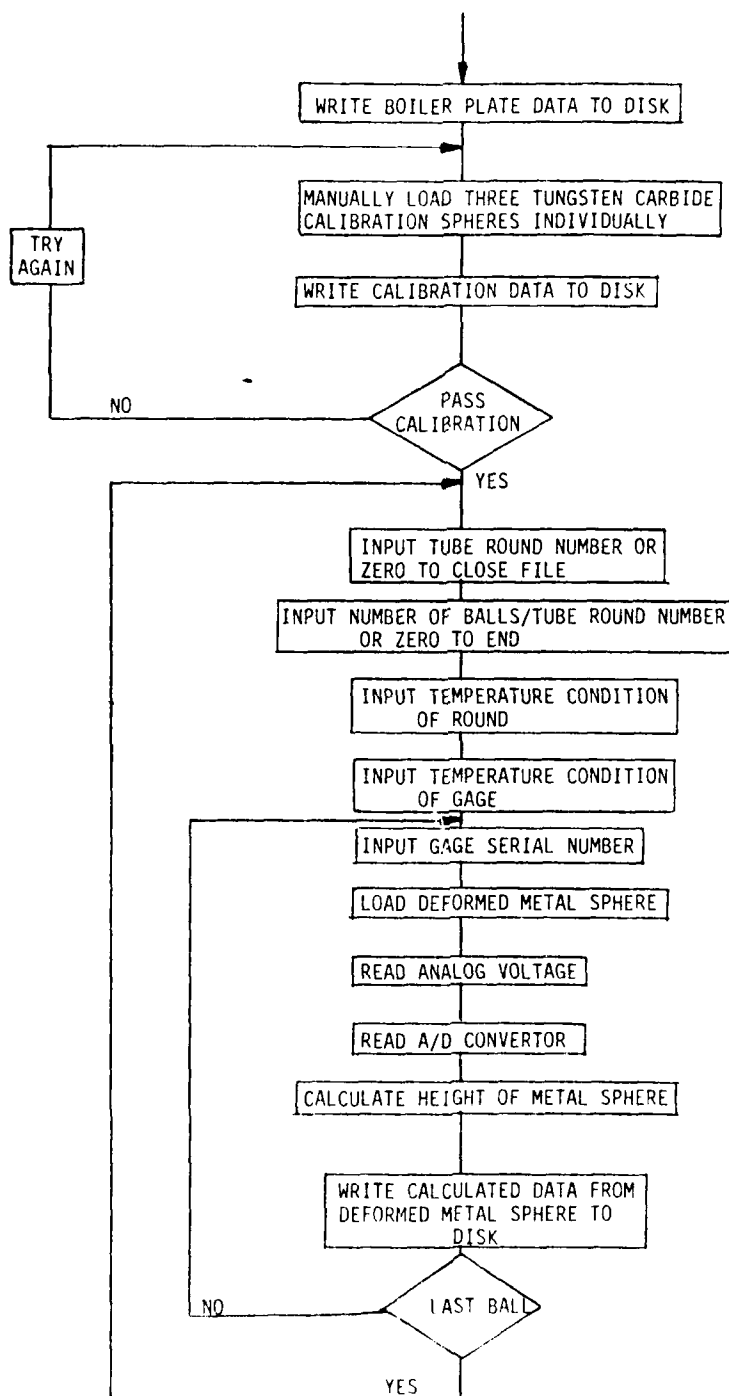 WRITE BOILER PLATE DATA TO DISK
MANUALLY LOAD THREE TUNGSTEN CARBIDE
CALIBRATION SPHERES INDIVIDUALLY
TRY
AGAIN
WRITE CALIBRATION DATA TO DISK
PASS
CALIBRATION
NO
YES
INPUT TUBE ROUND NUMBER OR
ZERO TO CLOSE FILE
INPUT NUMBER OF BALLS/TUBE ROUND NUMBER
OR ZERO TO END
INPUT TEMPERATURE CONDITION
OF ROUND
INPUT TEMPERATURE CONDITION
OF GAGE
INPUT GAGE SERIAL NUMBER
LOAD DEFORMED METAL SPHERE
READ ANALOG VOLTAGE
READ A/D CONVERTOR
CALCULATE HEIGHT OF METAL SPHERE
WRITE CALCULATED DATA FROM
DEFORMED METAL SPHERE TO
DISK
LAST BALL
NO
YES